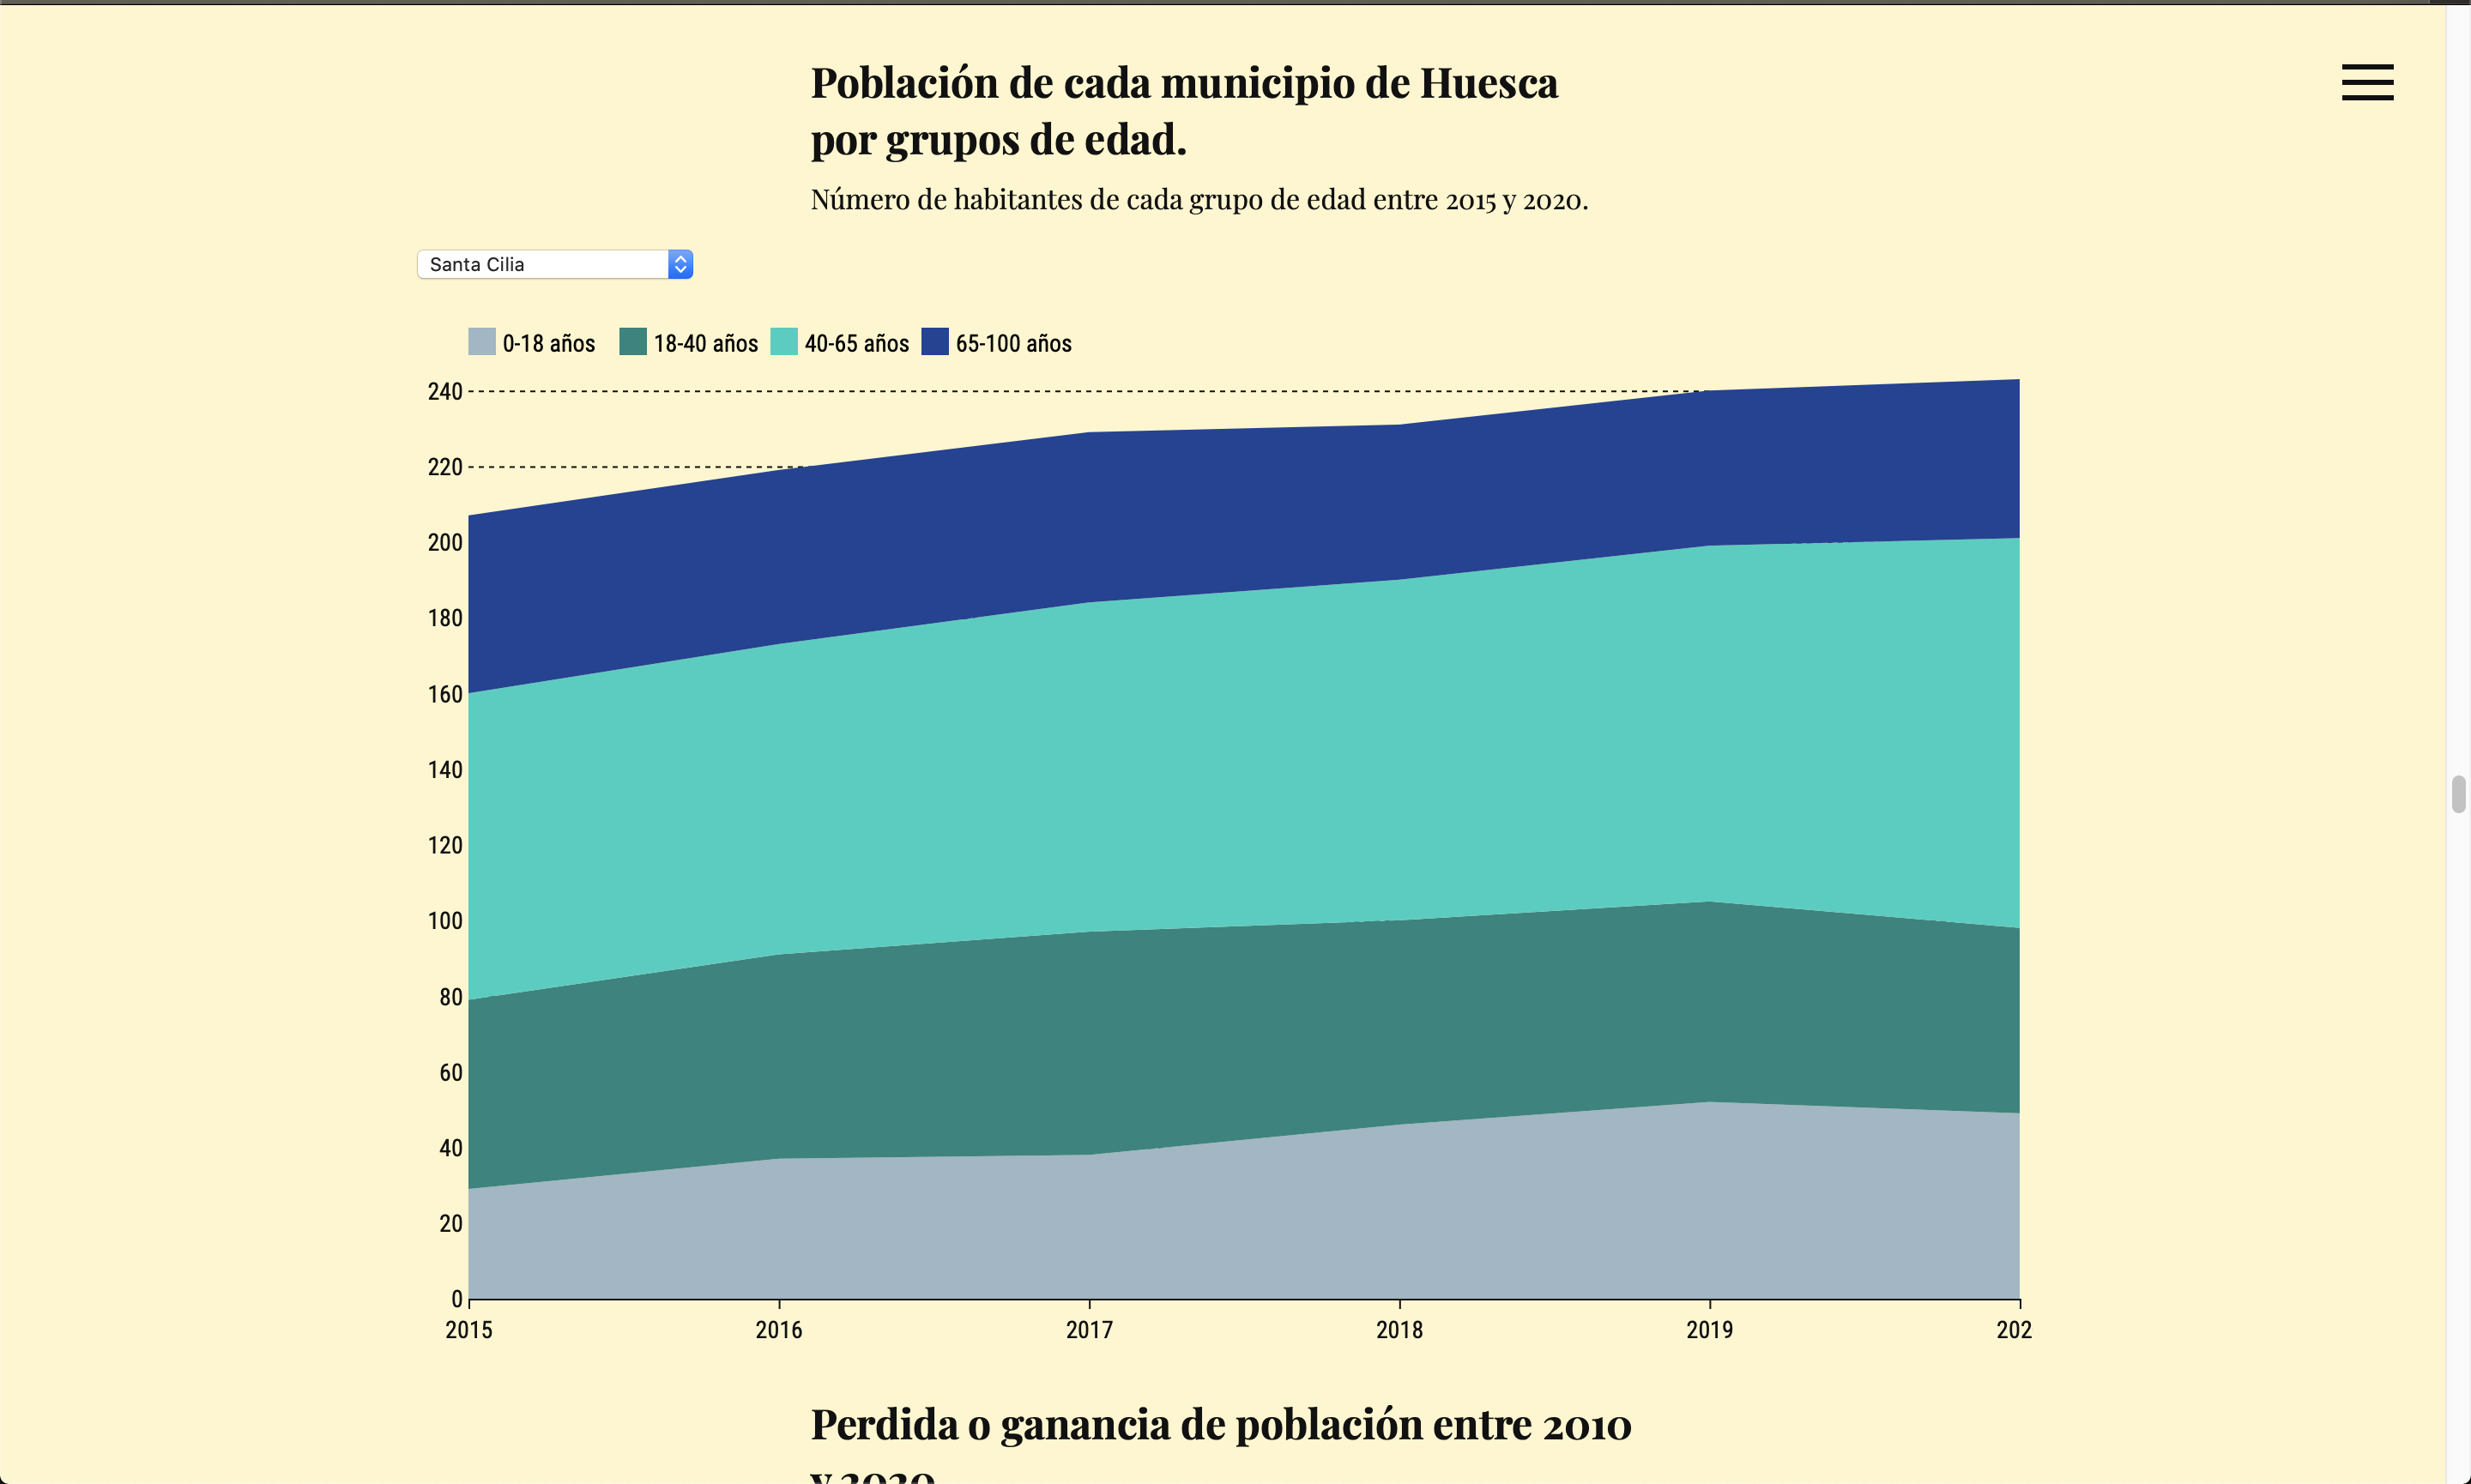 Población de cada municipio de Huesca
por grupos de edad.
Número de habitantes de cada grupo de edad entre 2015 y 2020.
Santa Cilia
0-18 años 18-40 años 40-65 años 65-100 años
240
220
200
180
160
140
120
100
80
60
40
20
0
2015 2016 2017 2018 2019 202
Perdida o ganancia de población entre 2010
y 2020